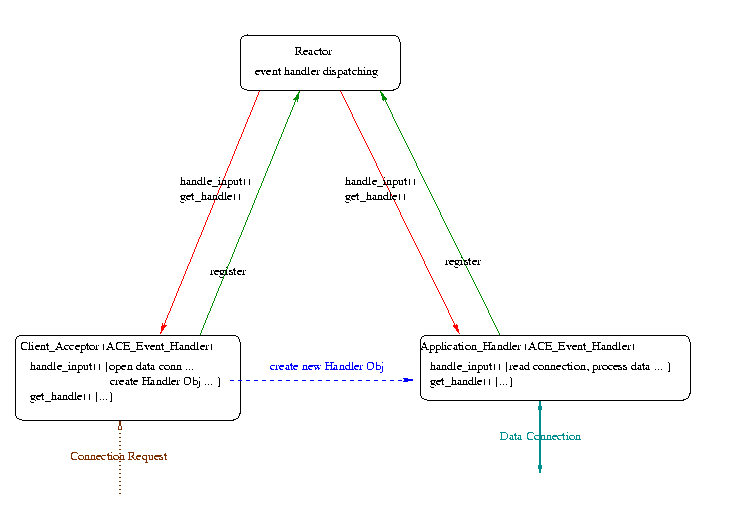 Reactor
event handler dispatching
handle_input()
get_handle()
handle_input()
get_handle()
register
register
Client_Acceptor (ACE_Event_Handler)
handle_input() {open data conn ...
create Handler Obj ... }
get_handle() {...}
create new Handler Obj
Application_Handler (ACE_Event_Handler)
handle_input() {read connection, process data ... }
get_handle() {...}
Connection Request
Data Connection